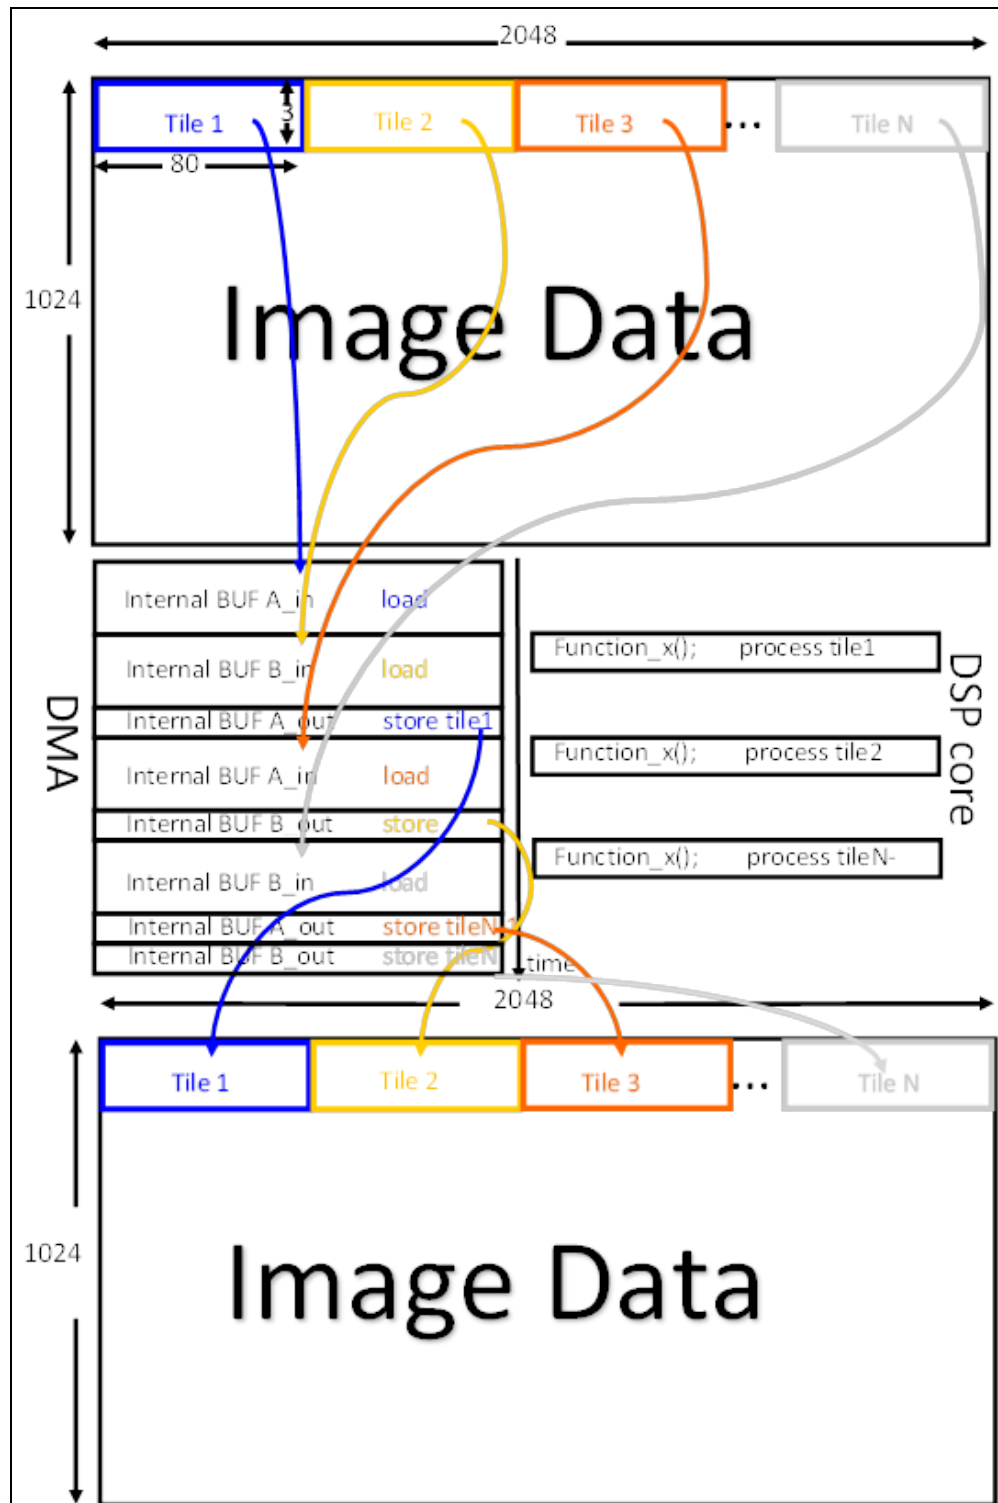 2048
Tile 1
3
Tile 2
Tile 3
...
Tile N
80
1024
Image Data
DMA
Internal BUF A_in load
Internal BUF B_in load
Internal BUF A_out store tile1
Internal BUF A_in load
Internal BUF B_out store
Internal BUF B_in load
Internal BUF A_out store tileN-1
Internal BUF B_out store tileN
time
Function_x(); process tile1
Function_x(); process tile2
Function_x(); process tileN-
DSP core
2048
Tile 1
Tile 2
Tile 3
...
Tile N
1024
Image Data